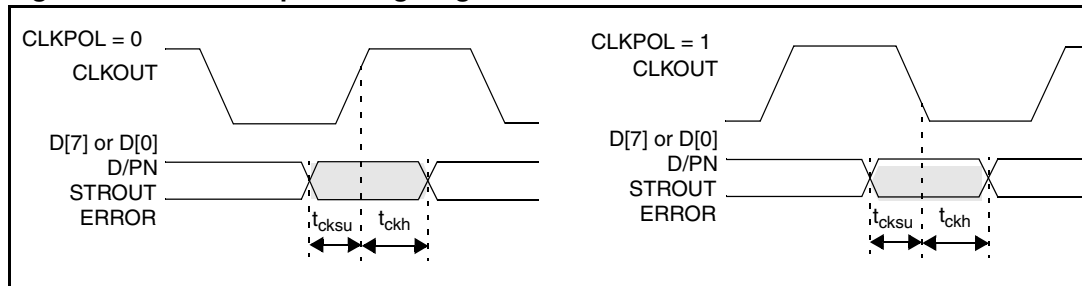 CLKPOL = 0
CLKOUT
D[7] or D[0]
D/PN
STROUT
ERROR
tcksu
tckh
CLKPOL = 1
CLKOUT
D[7] or D[0]
D/PN
STROUT
ERROR
tcksu
tckh